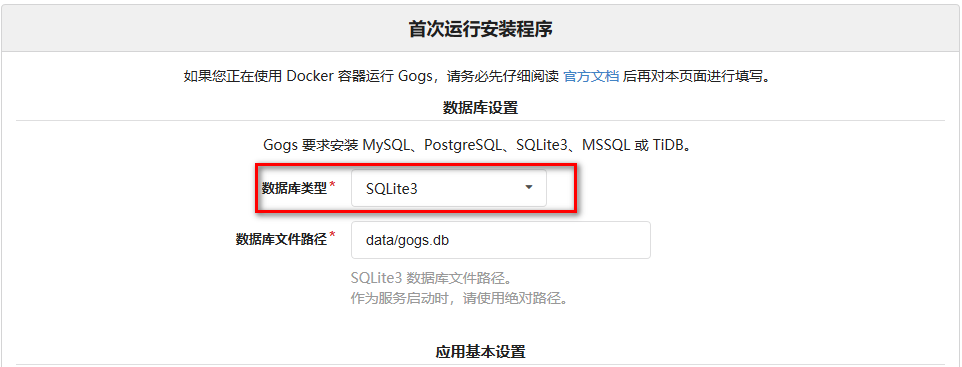 首次运行安装程序
如果您正在使用 Docker 容器运行 Gogs，请务必先仔细阅读 官方文档 后再对本页面进行填写。
数据库设置
Gogs 要求安装 MySQL、PostgreSQL、SQLite3、MSSQL 或 TiDB。
数据库类型* SQLite3
数据库文件路径* data/gogs.db
SQLite3 数据库文件路径。
作为服务启动时，请使用绝对路径。
应用基本设置